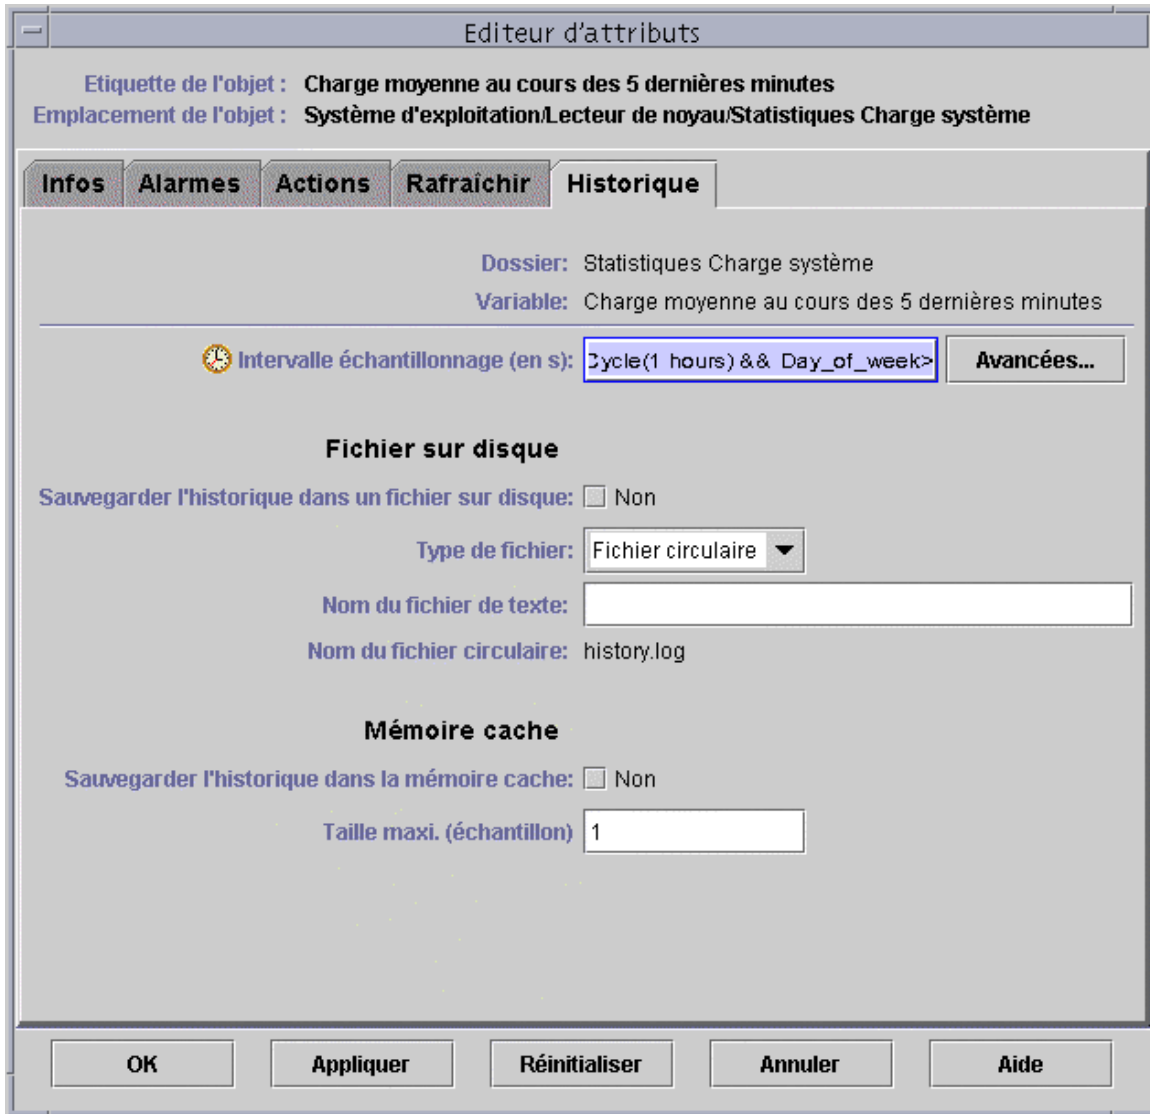 Editeur d'attributs
Etiquette de l'objet : Charge moyenne au cours des 5 dernières minutes
Emplacement de l'objet : Système d'exploitation/Lecteur de noyau/Statistiques Charge système
Infos Alarmes Actions Rafraîchir Historique
Dossier: Statistiques Charge système
Variable: Charge moyenne au cours des 5 dernières minutes
Intervalle échantillonnage (en s): Cycle(1 hours) && Day_of_week> Avancées...
Fichier sur disque
Sauvegarder l'historique dans un fichier sur disque: Non
Type de fichier: Fichier circulaire
Nom du fichier de texte:
Nom du fichier circulaire: history.log
Mémoire cache
Sauvegarder l'historique dans la mémoire cache: Non
Taille maxi. (échantillon) 1
OK Appliquer Réinitialiser Annuler Aide